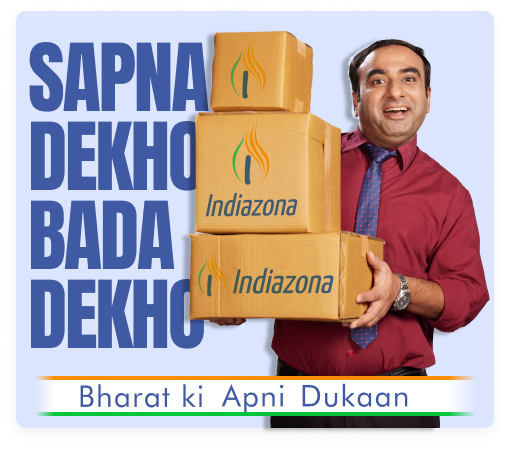 SAPNA
DEKHO
BADA
DEKHO
Indiazona
Indiazona
Bharat ki Apni Dukaan